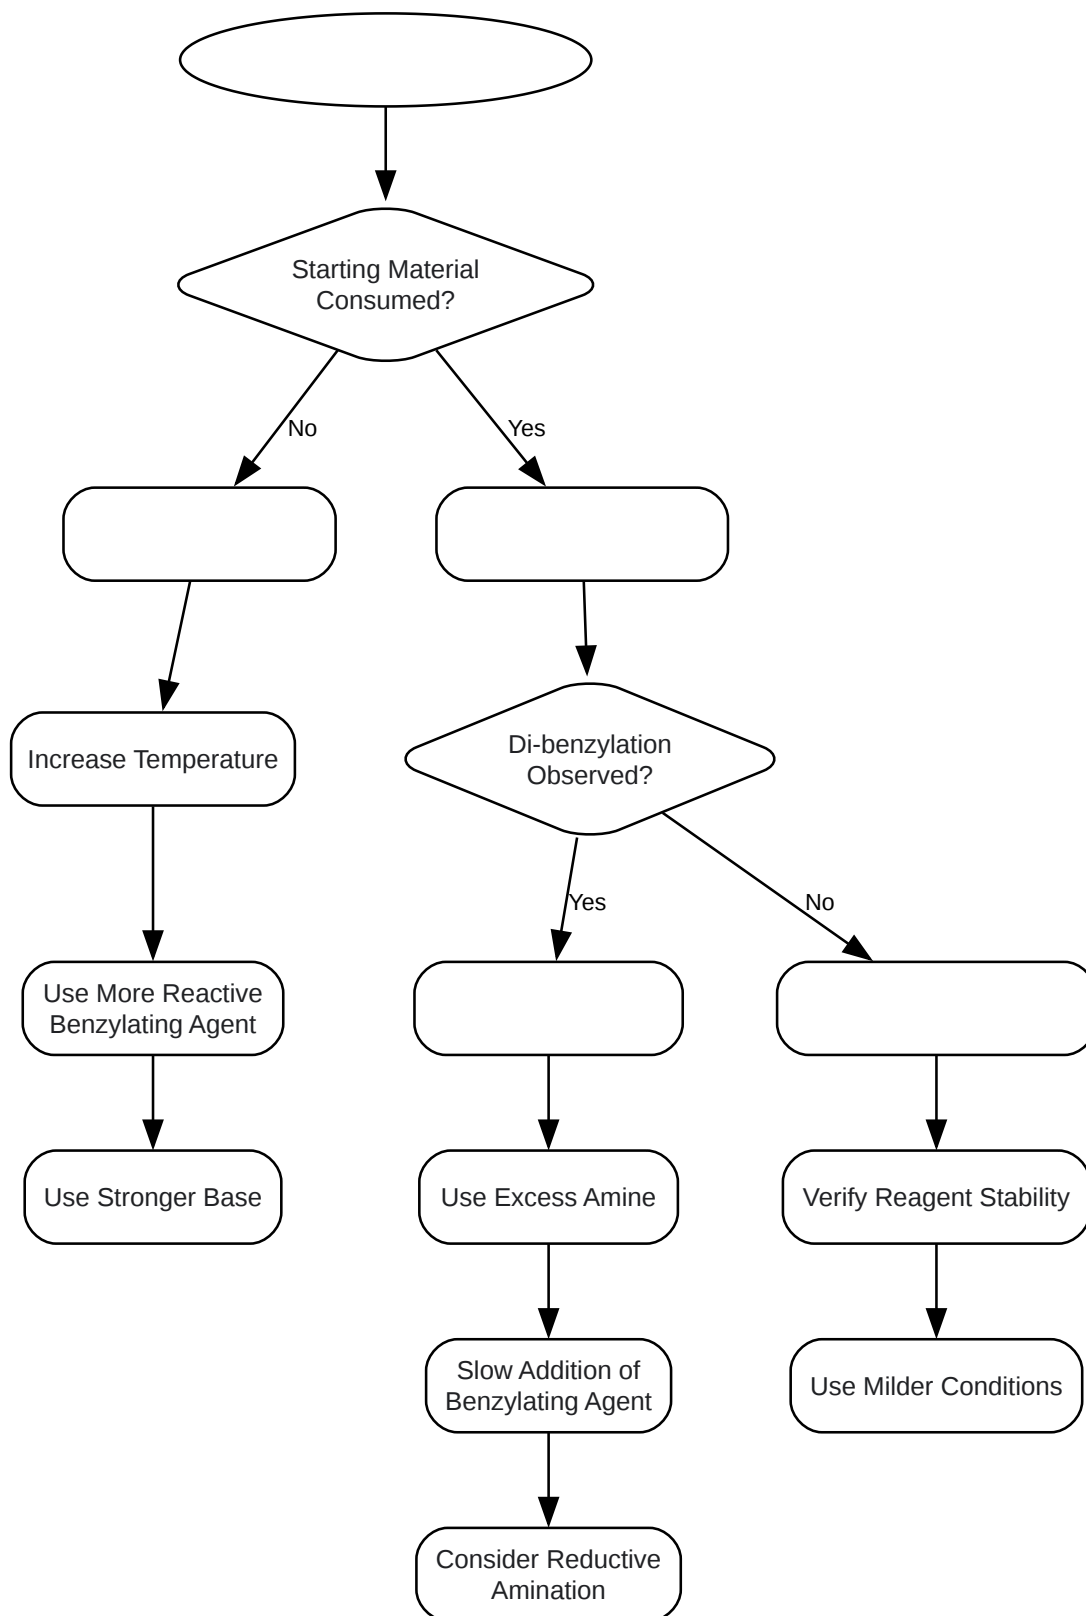 Starting Material
Consumed?
No
Yes
Increase Temperature
Di-benzylation
Observed?
Yes
No
Use More Reactive
Benzylating Agent
Use Stronger Base
Use Excess Amine
Verify Reagent Stability
Slow Addition of
Benzylating Agent
Use Milder Conditions
Consider Reductive
Amination